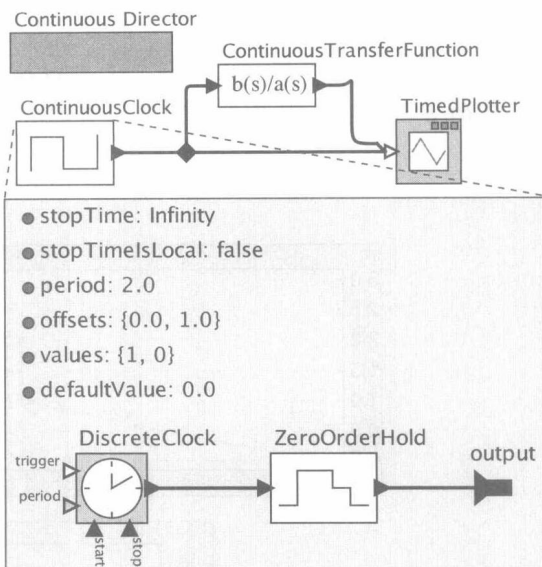 Continuous Director
ContinuousTransferFunction
b(s)/a(s)
ContinuousClock
TimedPlotter
stopTime: Infinity
stopTimeIsLocal: false
period: 2.0
offsets: {0.0, 1.0}
values: {1, 0}
defaultValue: 0.0
DiscreteClock
ZeroOrderHold
output
trigger
period
start
stop